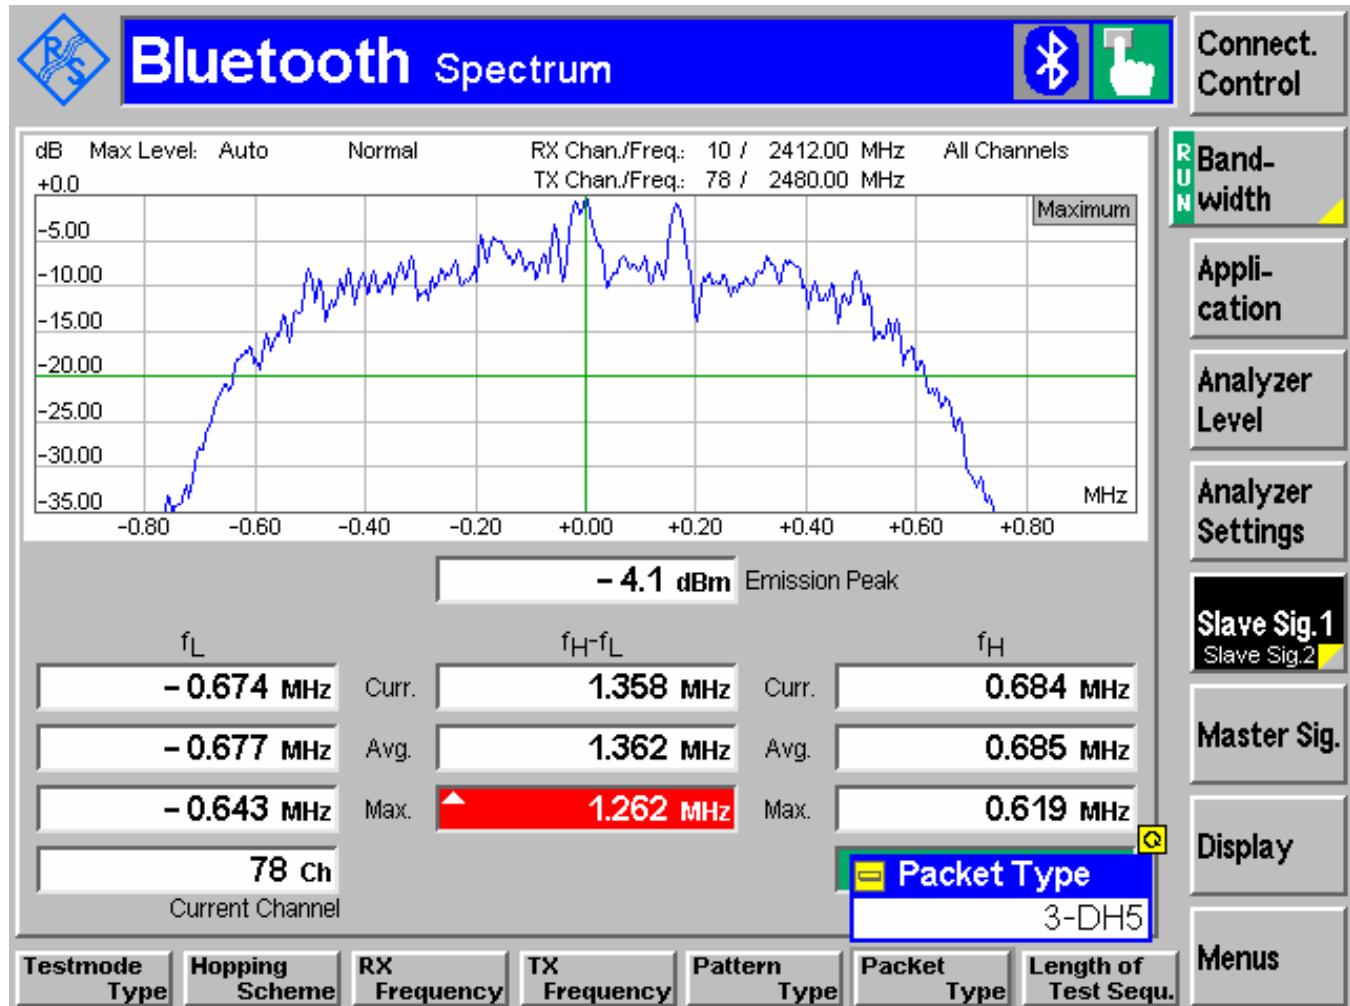 R S
Bluetooth Spectrum
Connect.
Control
dB Max Level: Auto Normal RX Chan./Freq.: 10 / 2412.00 MHz All Channels
+0.0 TX Chan./Freq.: 78 / 2480.00 MHz
Maximum
-5.00
-10.00
-15.00
-20.00
-25.00
-30.00
-35.00 MHz
-0.80 -0.60 -0.40 -0.20 +0.00 +0.20 +0.40 +0.60 +0.80
RUN
Band-
width
Appli-
cation
Analyzer
Level
Analyzer
Settings
Slave Sig.1
Slave Sig.2
Master Sig.
Display
Menus
-4.1 dBm Emission Peak
fL fH-fL fH
-0.674 MHz Curr. 1.358 MHz Curr. 0.684 MHz
-0.677 MHz Avg. 1.362 MHz Avg. 0.685 MHz
-0.643 MHz Max. 1.262 MHz Max. 0.619 MHz
78 Ch
Current Channel
Packet Type
3-DH5
Testmode
Type
Hopping
Scheme
RX
Frequency
TX
Frequency
Pattern
Type
Packet
Type
Length of
Test Sequ.